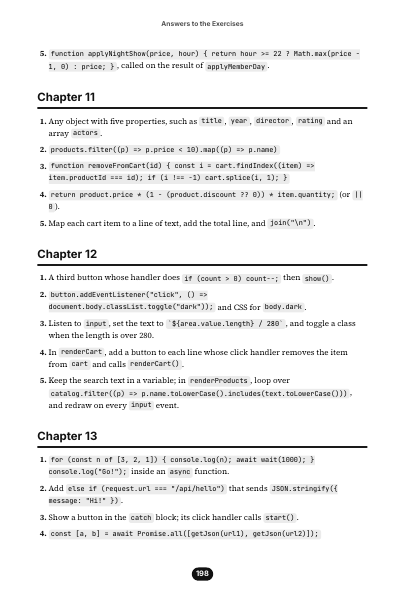 Answers to the Exercises
5. function applyNightShow(price, hour) { return hour >= 22 ? Math.max(price -
1, 0) : price; }, called on the result of applyMemberDay.
Chapter 11
1. Any object with five properties, such as title, year, director, rating and an
array actors.
2. products.filter((p) => p.price < 10).map((p) => p.name)
3. function removeFromCart(id) { const i = cart.findIndex((item) =>
item.productId === id); if (i !== -1) cart.splice(i, 1); }
4. return product.price * (1 - (product.discount ?? 0)) * item.quantity; (or ||
0).
5. Map each cart item to a line of text, add the total line, and join("\n").
Chapter 12
1. A third button whose handler does if (count > 0) count--; then show().
2. button.addEventListener("click", () =>
document.body.classList.toggle("dark")); and CSS for body.dark.
3. Listen to input, set the text to `${area.value.length} / 280`, and toggle a class
when the length is over 280.
4. In renderCart, add a button to each line whose click handler removes the item
from cart and calls renderCart().
5. Keep the search text in a variable; in renderProducts, loop over
catalog.filter((p) => p.name.toLowerCase().includes(text.toLowerCase())),
and redraw on every input event.
Chapter 13
1. for (const n of [3, 2, 1]) { console.log(n); await wait(1000); }
console.log("Go!"); inside an async function.
2. Add else if (request.url === "/api/hello") that sends JSON.stringify({
message: "Hi!" }).
3. Show a button in the catch block; its click handler calls start().
4. const [a, b] = await Promise.all([getJson(url1), getJson(url2)]);
198